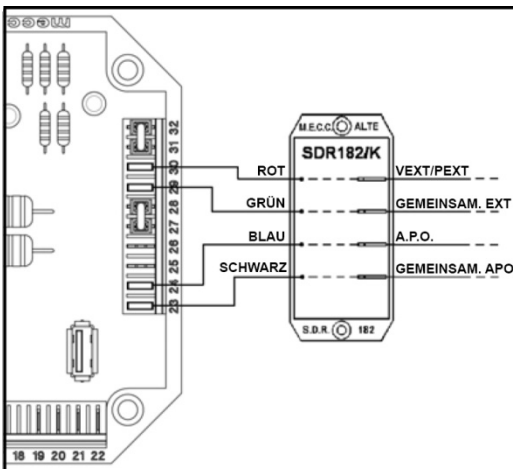 mecc
32
31
30
29
28
27
26
25
24
23
18 19 20 21 22
ROT
GRÜN
BLAU
SCHWARZ
M.E.C.C. ALTE
SDR182/K
S.D.R. 182
VEXT/PEXT
GEMEINSAM. EXT
A.P.O.
GEMEINSAM. APO